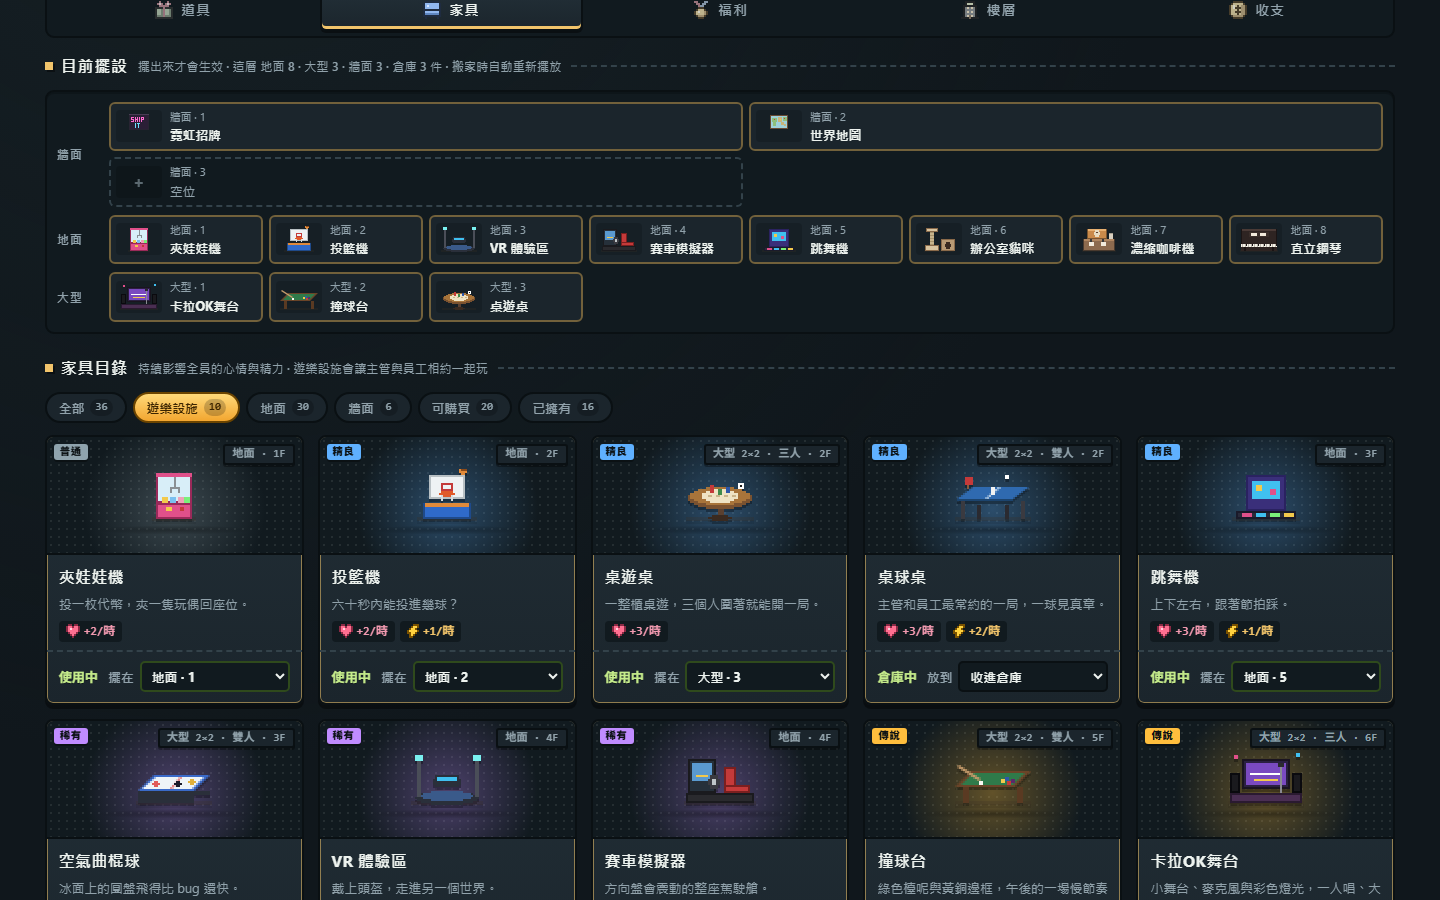 道具 家具 福利 樓層 收支
目前擺設 擺出來才會生效 · 這層 地面 8 · 大型 3 · 牆面 3 · 倉庫 3 件 · 搬家時自動重新擺放
牆面
SHIP IT
牆面 · 1
霓虹招牌
牆面 · 2
世界地圖
+
牆面 · 3
空位
地面
地面 · 1
夾娃娃機
地面 · 2
投籃機
地面 · 3
VR 體驗區
地面 · 4
賽車模擬器
地面 · 5
跳舞機
地面 · 6
辦公室貓咪
地面 · 7
濃縮咖啡機
地面 · 8
直立鋼琴
大型
大型 · 1
卡拉OK舞台
大型 · 2
撞球台
大型 · 3
桌遊桌
家具目錄 持續影響全員的心情與精力 · 遊樂設施會讓主管與員工相約一起玩
全部 36 遊樂設施 10 地面 30 牆面 6 可購買 20 已擁有 16
普通 地面 · 1F
夾娃娃機
投一枚代幣，夾一隻玩偶回座位。
+2/時
使用中 擺在 地面 · 1
精良 地面 · 2F
投籃機
六十秒內能投進幾球？
+2/時 +1/時
使用中 擺在 地面 · 2
精良 大型 2×2 · 三人 · 2F
桌遊桌
一整櫃桌遊，三個人圍著就能開一局。
+3/時
使用中 擺在 大型 · 3
精良 大型 2×2 · 雙人 · 2F
桌球桌
主管和員工最常約的一局，一球見真章。
+3/時 +2/時
倉庫中 放到 收進倉庫
精良 地面 · 3F
跳舞機
上下左右，跟著節拍踩。
+3/時 +1/時
使用中 擺在 地面 · 5
稀有 大型 2×2 · 雙人 · 3F
空氣曲棍球
冰面上的圓盤飛得比 bug 還快。
稀有 地面 · 4F
VR 體驗區
戴上頭盔，走進另一個世界。
稀有 地面 · 4F
賽車模擬器
方向盤會震動的整座駕駛艙。
傳說 大型 2×2 · 雙人 · 5F
撞球台
綠色檯呢與黃銅邊框，午後的一場慢節奏
傳說 大型 2×2 · 三人 · 6F
卡拉OK舞台
小舞台、麥克風與彩色燈光，一人唱、大